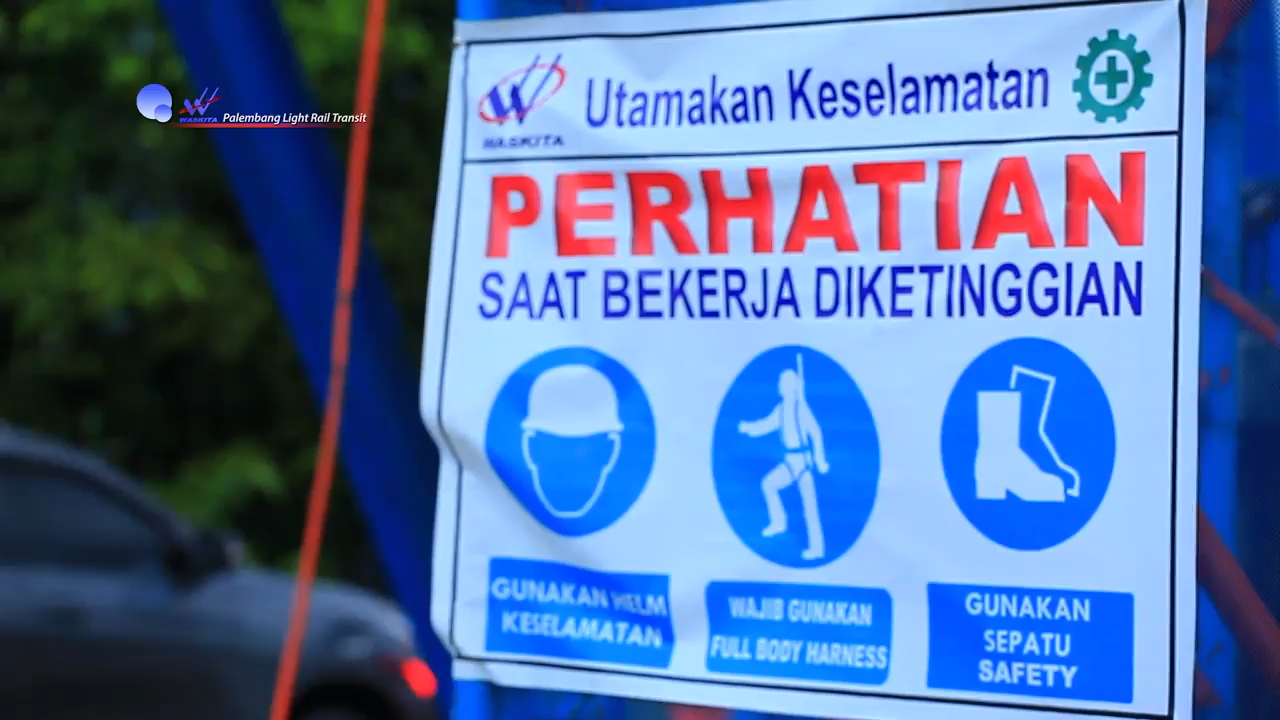 WASKITA
Palembang Light Rail Transit
WASKITA
Utamakan Keselamatan
PERHATIAN
SAAT BEKERJA DIKETINGGIAN
GUNAKAN HELM
KESELAMATAN
WAJIB GUNAKAN
FULL BODY HARNESS
GUNAKAN
SEPATU
SAFETY